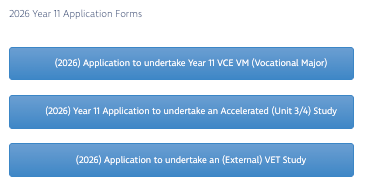 2026 Year 11 Application Forms
(2026) Application to undertake Year 11 VCE VM (Vocational Major)
(2026) Year 11 Application to undertake an Accelerated (Unit 3/4) Study
(2026) Application to undertake an (External) VET Study